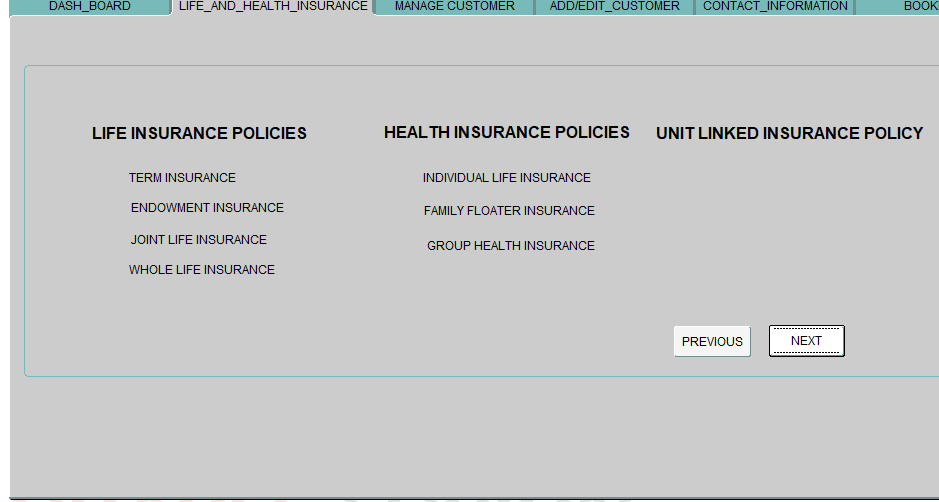 DASH_BOARD
LIFE_AND_HEALTH_INSURANCE
MANAGE CUSTOMER
ADD/EDIT_CUSTOMER
CONTACT_INFORMATION
BOOK
LIFE INSURANCE POLICIES
TERM INSURANCE
ENDOWMENT INSURANCE
JOINT LIFE INSURANCE
WHOLE LIFE INSURANCE
HEALTH INSURANCE POLICIES
INDIVIDUAL LIFE INSURANCE
FAMILY FLOATER INSURANCE
GROUP HEALTH INSURANCE
UNIT LINKED INSURANCE POLICY
PREVIOUS
NEXT